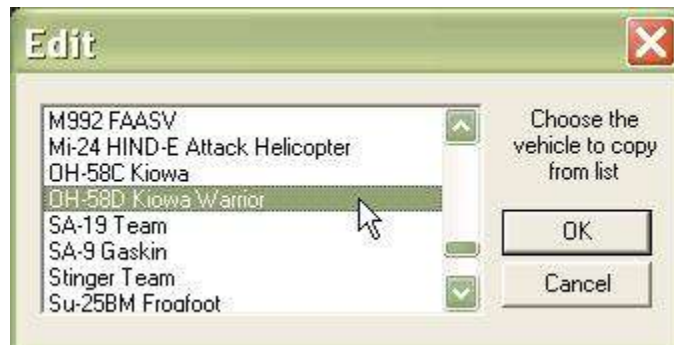 Edit
M992 FAASV
Mi-24 HIND-E Attack Helicopter
OH-58C Kiowa
OH-58D Kiowa Warrior
SA-19 Team
SA-9 Gaskin
Stinger Team
Su-25BM Frogfoot
Choose the
vehicle to copy
from list
OK
Cancel